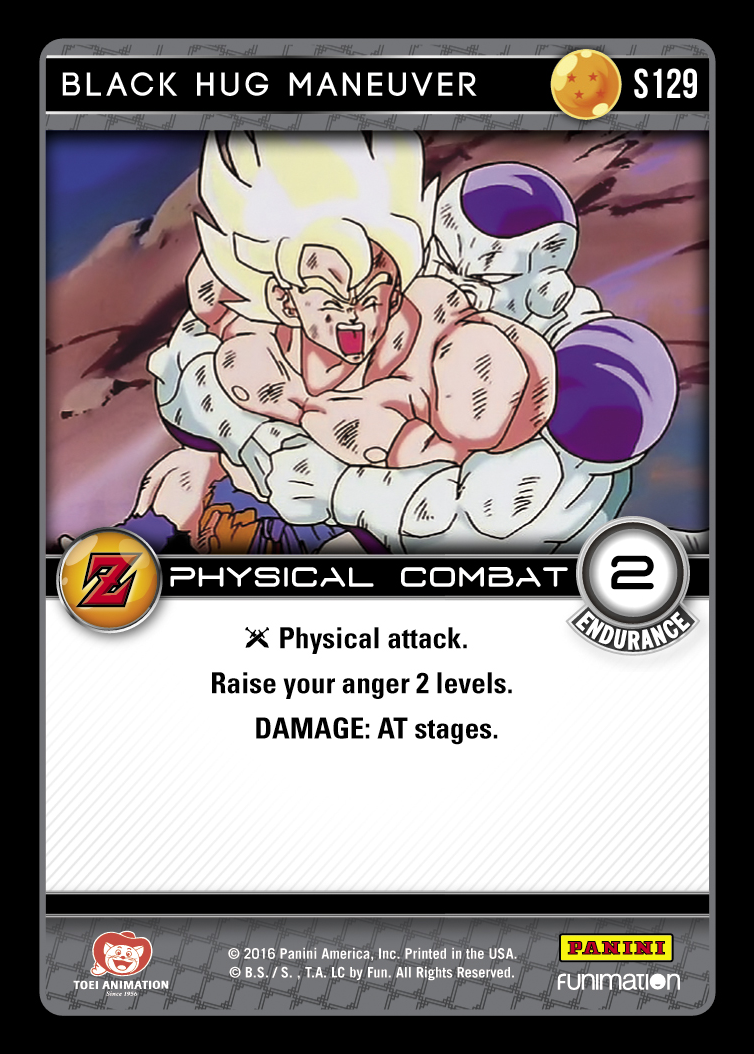 BLACK HUG MANEUVER S129
Z PHYSICAL COMBAT 2
ENDURANCE
Physical attack.
Raise your anger 2 levels.
DAMAGE: AT stages.
TOEI ANIMATION
Since 1956
© 2016 Panini America, Inc. Printed in the USA.
© B.S. / S. , T.A. LC by Fun. All Rights Reserved.
PANINI
FUNIMATION